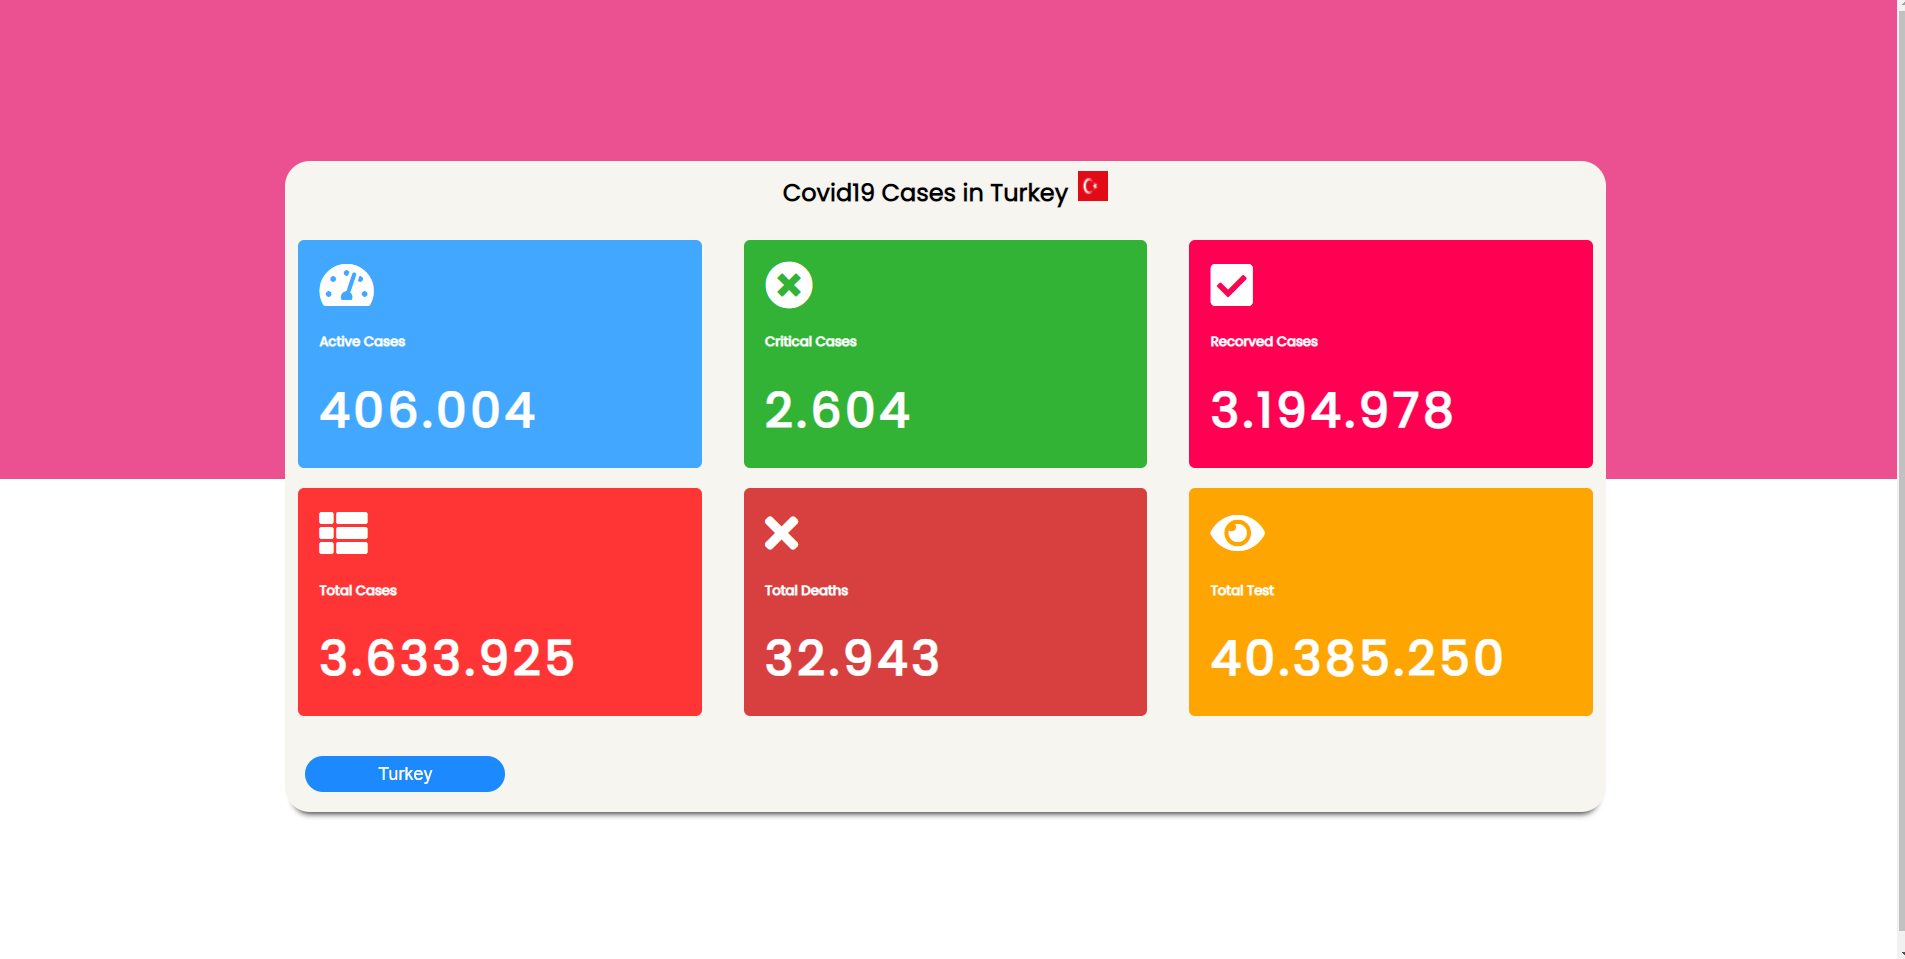 Covid19 Cases in Turkey
Active Cases
406.004
Critical Cases
2.604
Recorved Cases
3.194.978
Total Cases
3.633.925
Total Deaths
32.943
Total Test
40.385.250
Turkey